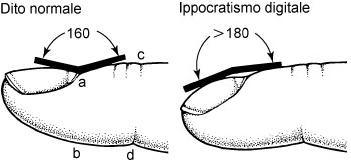 Dito normale
160
c
a
b
d
Ippocratismo digitale
>180